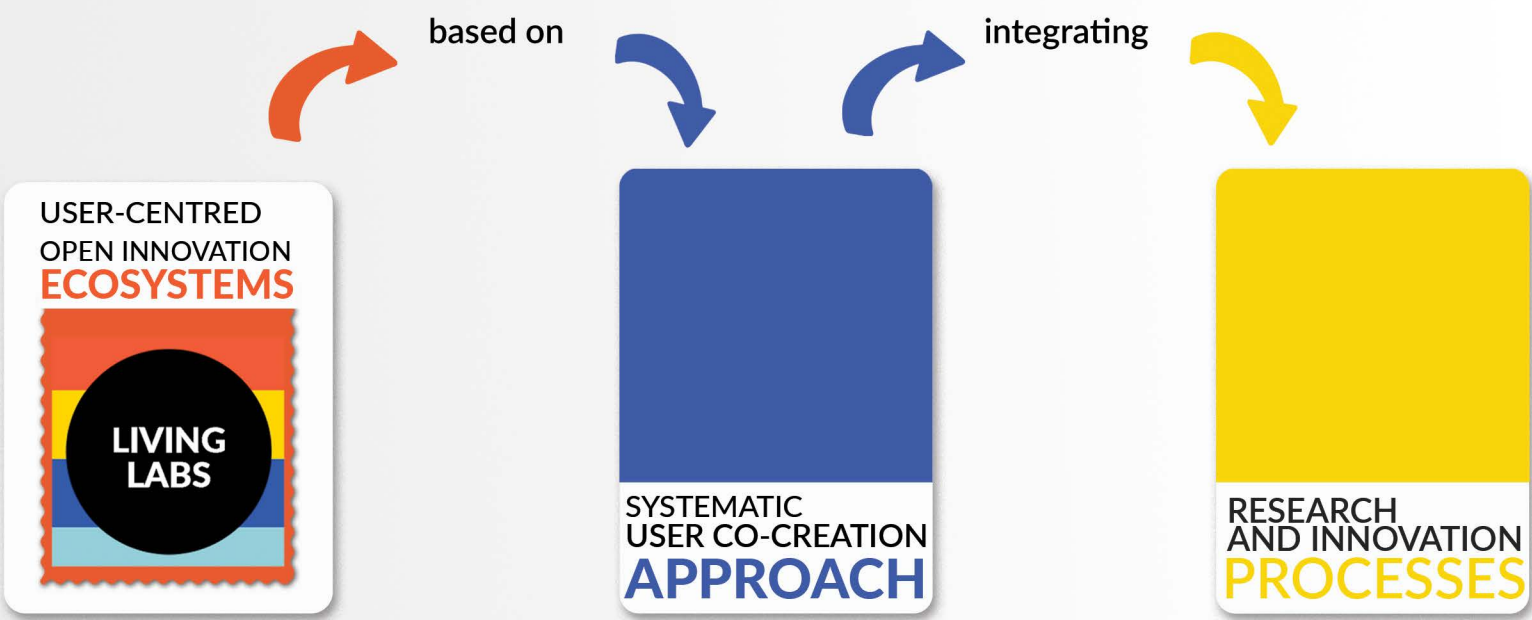 based on
integrating
USER-CENTRED
OPEN INNOVATION
ECOSYSTEMS
LIVING
LABS
SYSTEMATIC
USER CO-CREATION
APPROACH
RESEARCH
AND INNOVATION
PROCESSES